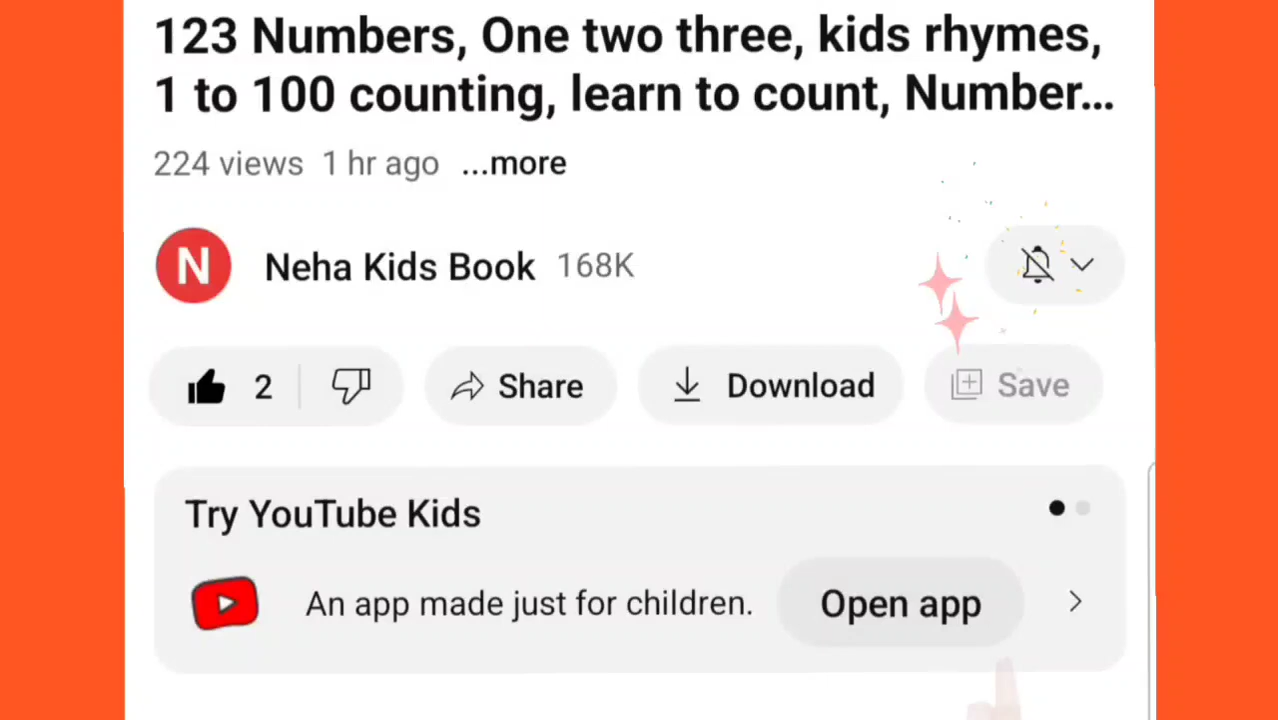 123 Numbers, One two three, kids rhymes,
1 to 100 counting, learn to count, Number...
224 views 1 hr ago ...more
N Neha Kids Book 168K
2 Share Download Save
Try YouTube Kids
An app made just for children. Open app